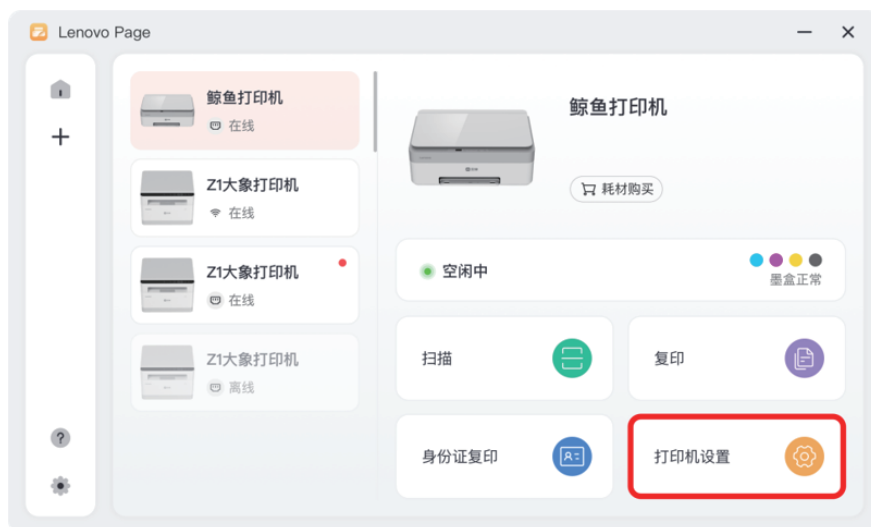 Lenovo Page
鲸鱼打印机
在线
Z1大象打印机
在线
Z1大象打印机
在线
Z1大象打印机
离线
鲸鱼打印机
耗材购买
空闲中
墨盒正常
扫描
复印
身份证复印
打印机设置
?